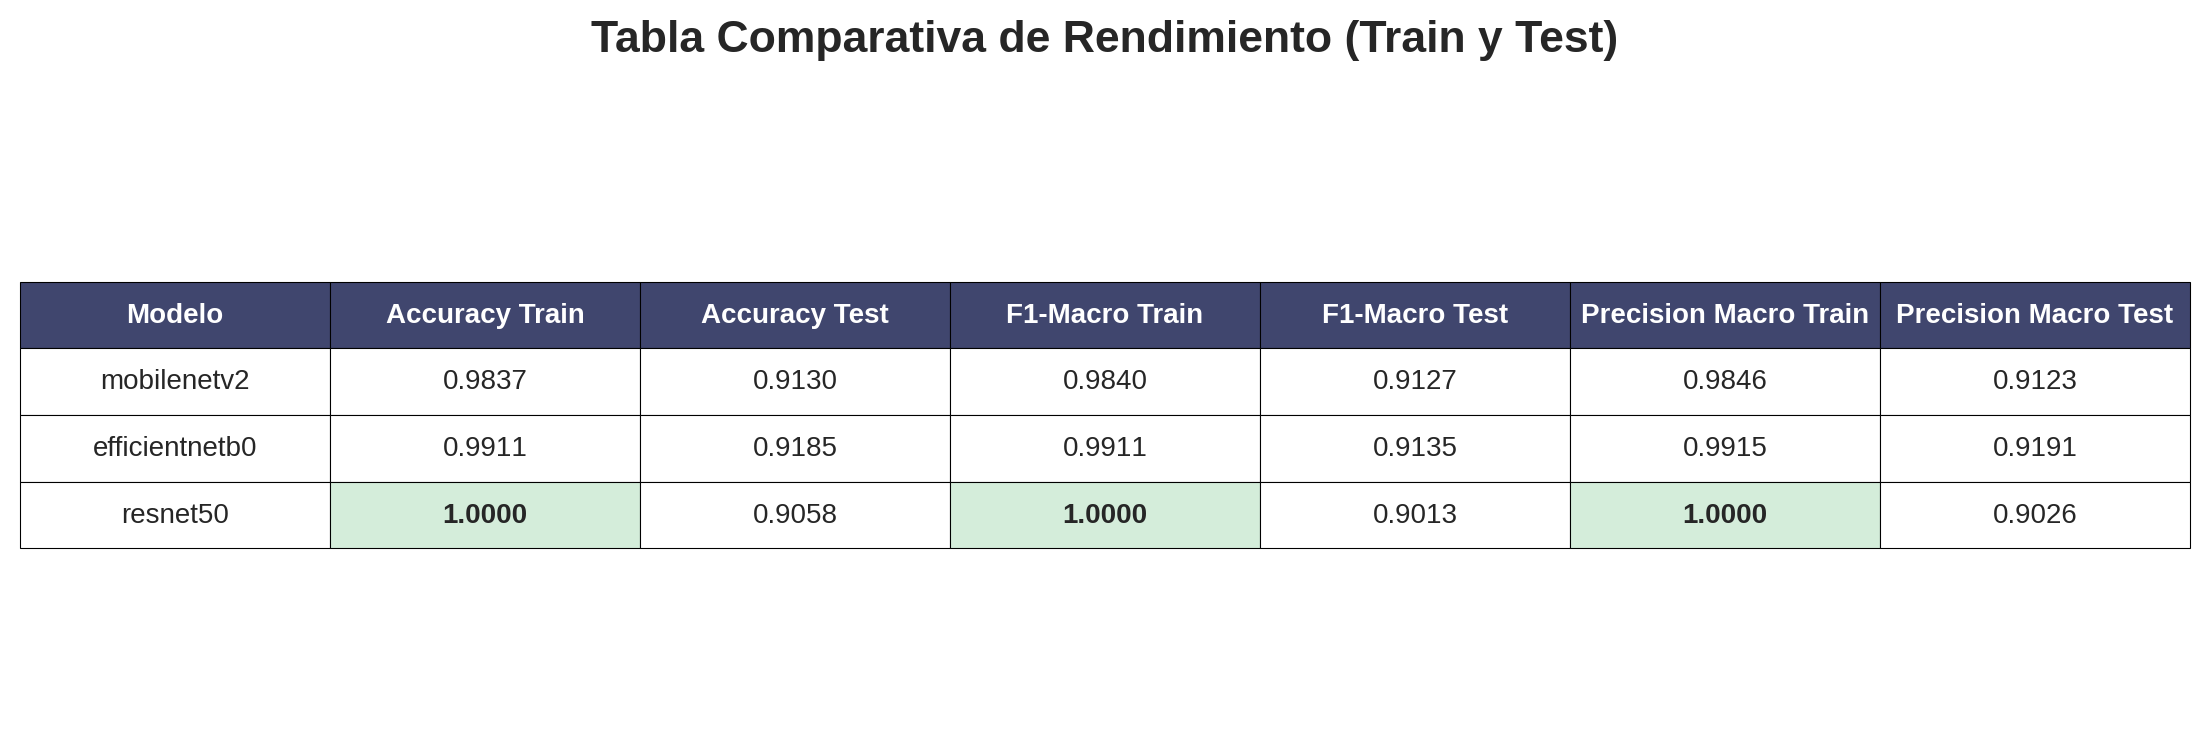 Tabla Comparativa de Rendimiento (Train y Test)
Modelo Accuracy Train Accuracy Test F1-Macro Train F1-Macro Test Precision Macro Train Precision Macro Test
mobilenetv2 0.9837 0.9130 0.9840 0.9127 0.9846 0.9123
efficientnetb0 0.9911 0.9185 0.9911 0.9135 0.9915 0.9191
resnet50 1.0000 0.9058 1.0000 0.9013 1.0000 0.9026